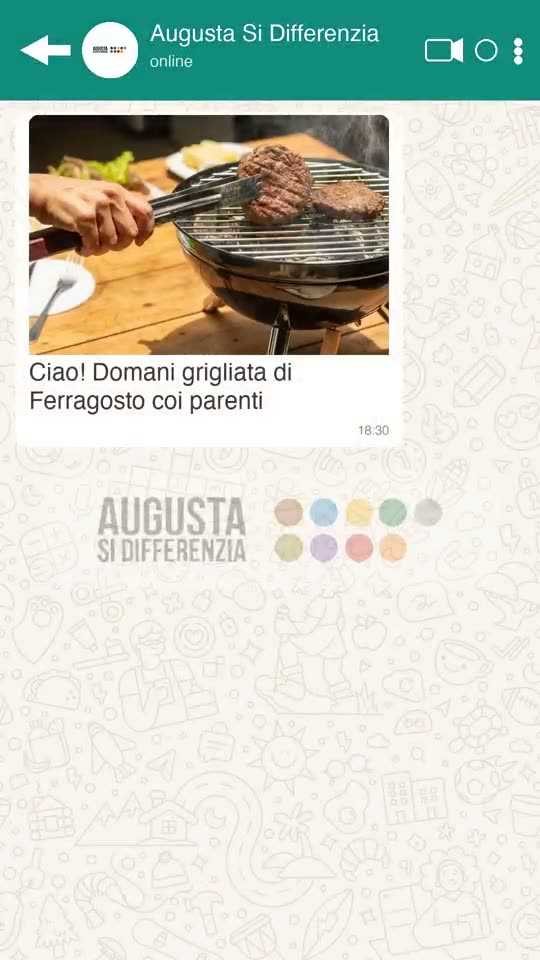 Augusta Si Differenzia
online
Ciao! Domani grigliata di
Ferragosto coi parenti
18:30
AUGUSTA
SI DIFFERENZIA